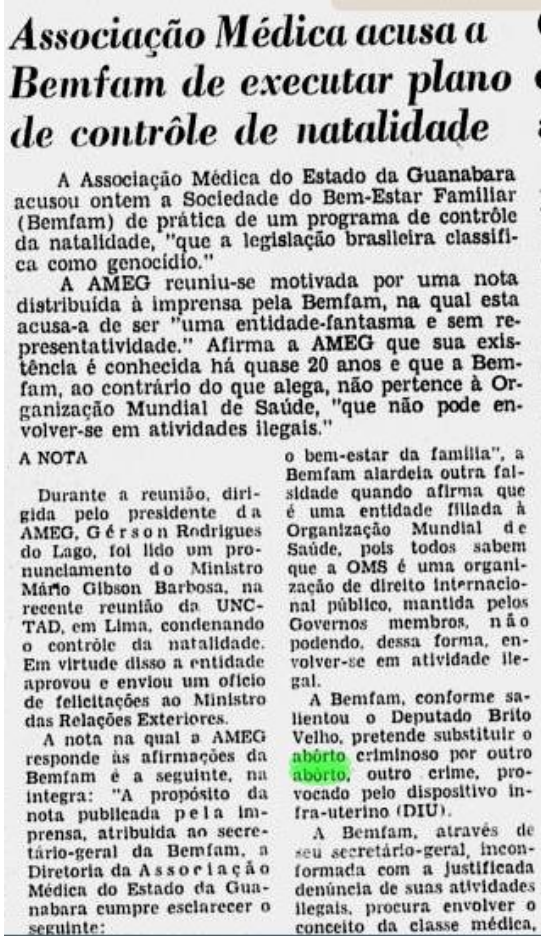 Associação Médica acusa a
Bemfam de executar plano
de contrôle de natalidade
A Associação Médica do Estado da Guanabara
acusou ontem a Sociedade do Bem-Estar Familiar
(Bemfam) de prática de um programa de contrôle
da natalidade, "que a legislação brasileira classifi-
ca como genocídio."
A AMEG reuniu-se motivada por uma nota
distribuída à imprensa pela Bemfam, na qual esta
acusa-a de ser "uma entidade-fantasma e sem re-
presentatividade." Afirma a AMEG que sua exis-
tência é conhecida há quase 20 anos e que a Bem-
fam, ao contrário do que alega, não pertence à Or-
ganização Mundial de Saúde, "que não pode en-
volver-se em atividades ilegais."
A NOTA
Durante a reunião, diri-
gida pelo presidente da
AMEG, Gérson Rodrigues
do Lago, foi lido um pro-
nunciamento do Ministro
Mário Gibson Barbosa, na
recente reunião da UNC-
TAD, em Lima, condenando
o contrôle da natalidade.
Em virtude disso a entidade
aprovou e enviou um ofício
de felicitações ao Ministro
das Relações Exteriores.
A nota na qual a AMEG
responde às afirmações da
Bemfam é a seguinte, na
íntegra: "A propósito da
nota publicada pela im-
prensa, atribuída ao secre-
tário-geral da Bemfam, a
Diretoria da Associação
Médica do Estado da Gua-
nabara cumpre esclarecer o
seguinte:
o bem-estar da família", a
Bemfam alardeia outra fal-
sidade quando afirma que
é uma entidade filiada à
Organização Mundial de
Saúde, pois todos sabem
que a OMS é uma organi-
zação de direito internacio-
nal público, mantida pelos
Governos membros, não
podendo, dessa forma, en-
volver-se em atividade ile-
gal.
A Bemfam, conforme sa-
lientou o Deputado Brito
Velho, pretende substituir o
abôrto criminoso por outro
abôrto, outro crime, pro-
vocado pelo dispositivo in-
fra-uterino (DIU).
A Bemfam, através de
seu secretário-geral, incon-
formada com a justificada
denúncia de suas atividades
ilegais, procura envolver o
conceito da classe médica,